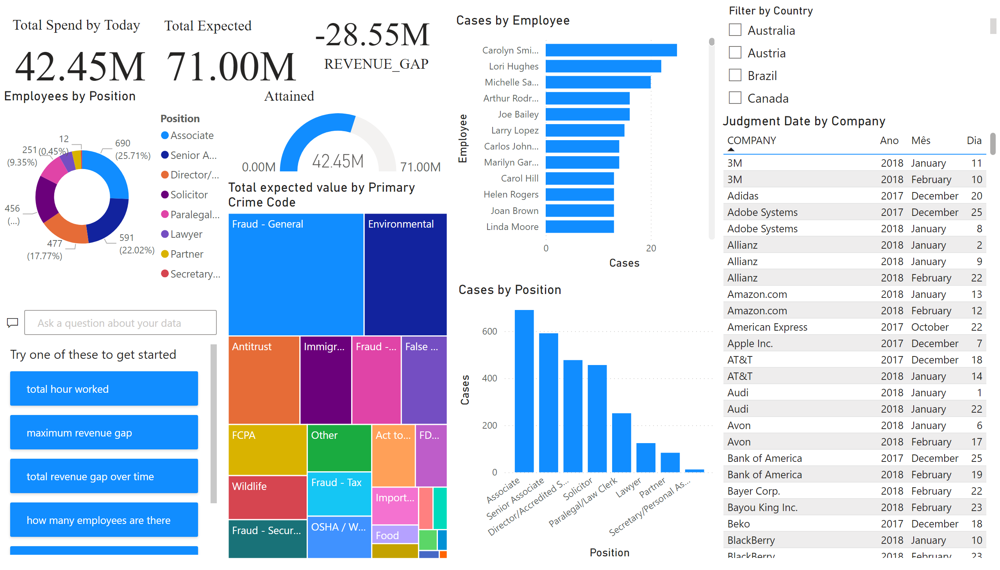 Total Spend by Today
42.45M
Total Expected
71.00M
-28.55M
REVENUE_GAP
Employees by Position
12
(0.45%)
251
(9.35%)
690
(25.71%)
456
(...)
477
(17.77%)
591
(22.02%)
Position
Associate
Senior A...
Director/...
Solicitor
Paralegal...
Lawyer
Partner
Secretary...
Attained
0.00M
42.45M
71.00M
Ask a question about your data
Try one of these to get started
total hour worked
maximum revenue gap
total revenue gap over time
how many employees are there
Total expected value by Primary
Crime Code
Fraud - General
Environmental
Antitrust
Immigr...
Fraud -...
False ...
FCPA
Other
Act to...
FD...
Wildlife
Fraud - Tax
Import...
Fraud - Secur...
OSHA / W...
Food
Cases by Employee
Employee
Carolyn Smi...
Lori Hughes
Michelle Sa...
Arthur Rodr...
Joe Bailey
Larry Lopez
Carlos John...
Marilyn Gar...
Carol Hill
Helen Rogers
Joan Brown
Linda Moore
0 20
Cases
Cases by Position
Cases
600
400
200
0
Associate
Senior Associate
Director/Accredited S...
Solicitor
Paralegal/Law Clerk
Lawyer
Partner
Secretary/Personal As...
Position
Filter by Country
Australia
Austria
Brazil
Canada
Judgment Date by Company
COMPANY Ano Mês Dia
3M 2018 January 11
3M 2018 February 10
Adidas 2017 December 20
Adobe Systems 2017 December 25
Adobe Systems 2018 January 8
Allianz 2018 January 2
Allianz 2018 January 9
Allianz 2018 February 22
Amazon.com 2018 January 13
Amazon.com 2018 February 12
American Express 2017 October 22
Apple Inc. 2017 December 7
AT&T 2017 December 18
AT&T 2018 January 14
Audi 2018 January 1
Audi 2018 January 22
Avon 2018 January 6
Avon 2018 February 17
Bank of America 2017 December 25
Bank of America 2018 February 19
Bayer Corp. 2018 February 22
Bayou King Inc. 2018 February 23
Beko 2017 December 18
BlackBerry 2018 January 10
BlackBerry 2018 February 23